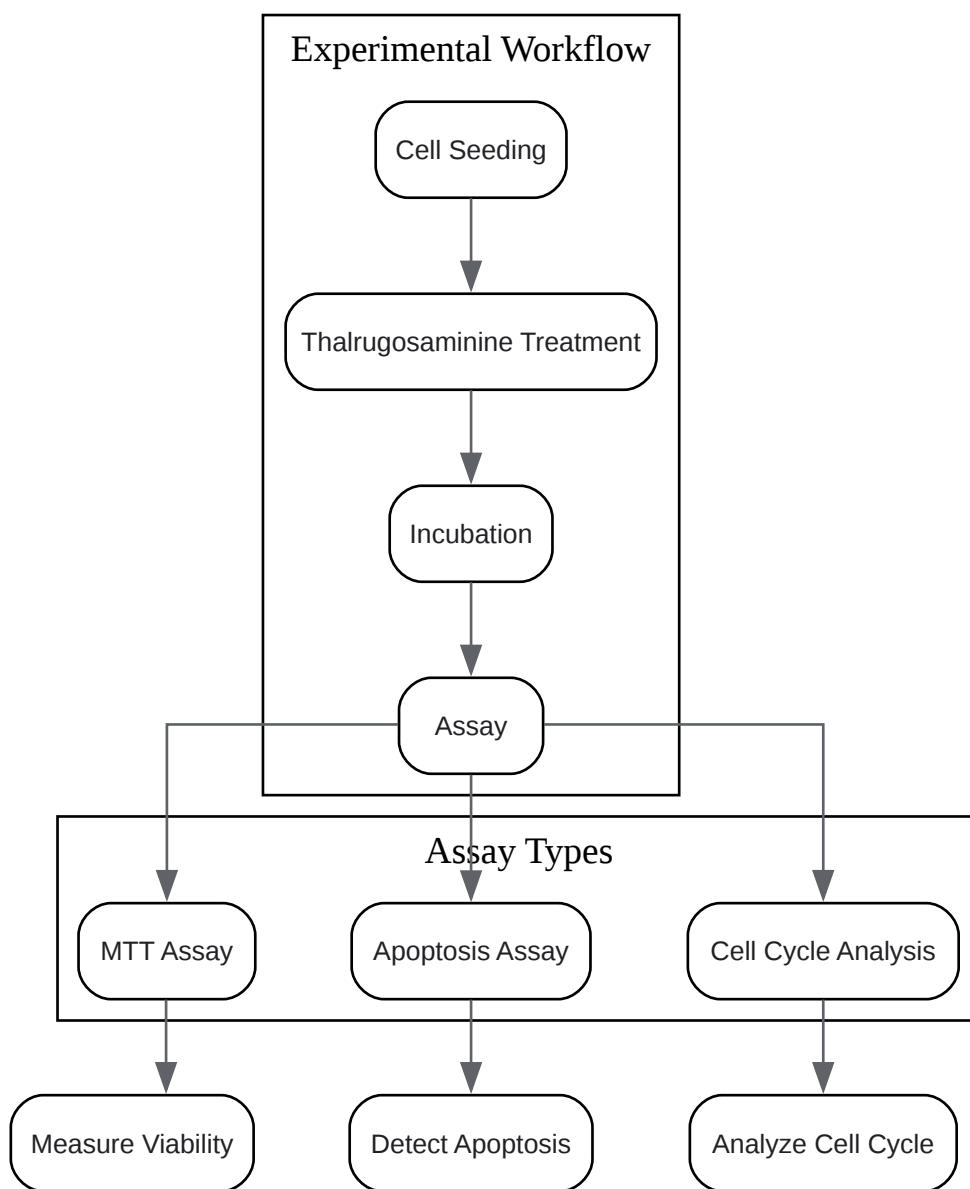 Experimental Workflow
Cell Seeding
Thalrugosaminine Treatment
Incubation
Assay
Assay Types
MTT Assay
Apoptosis Assay
Cell Cycle Analysis
Measure Viability
Detect Apoptosis
Analyze Cell Cycle